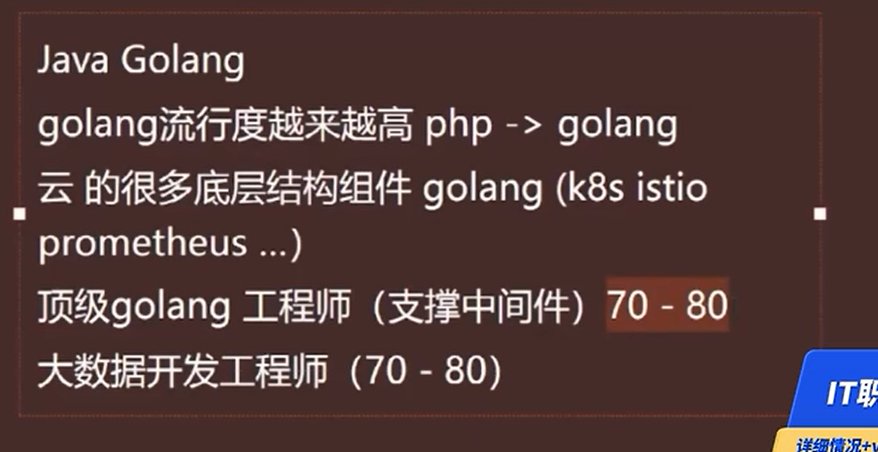 Java Golang
golang流行度越来越高 php -> golang
云 的很多底层结构组件 golang (k8s istio
prometheus ...)
顶级golang 工程师（支撑中间件）70 - 80
大数据开发工程师（70 - 80）
IT职
详细情况+v